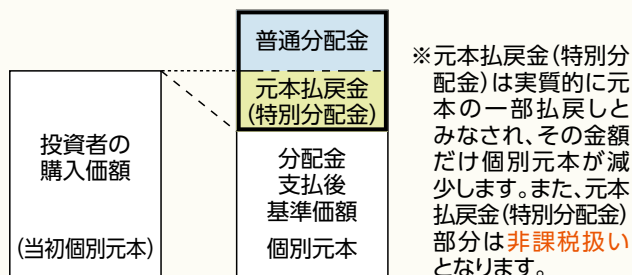 普通分配金
元本払戻金
(特別分配金)
投資者の
購入価額
(当初個別元本)
分配金
支払後
基準価額
個別元本
※元本払戻金(特別分
配金)は実質的に元
本の一部払戻しと
みなされ、その金額
だけ個別元本が減
少します。また、元本
払戻金(特別分配金)
部分は非課税扱い
となります。